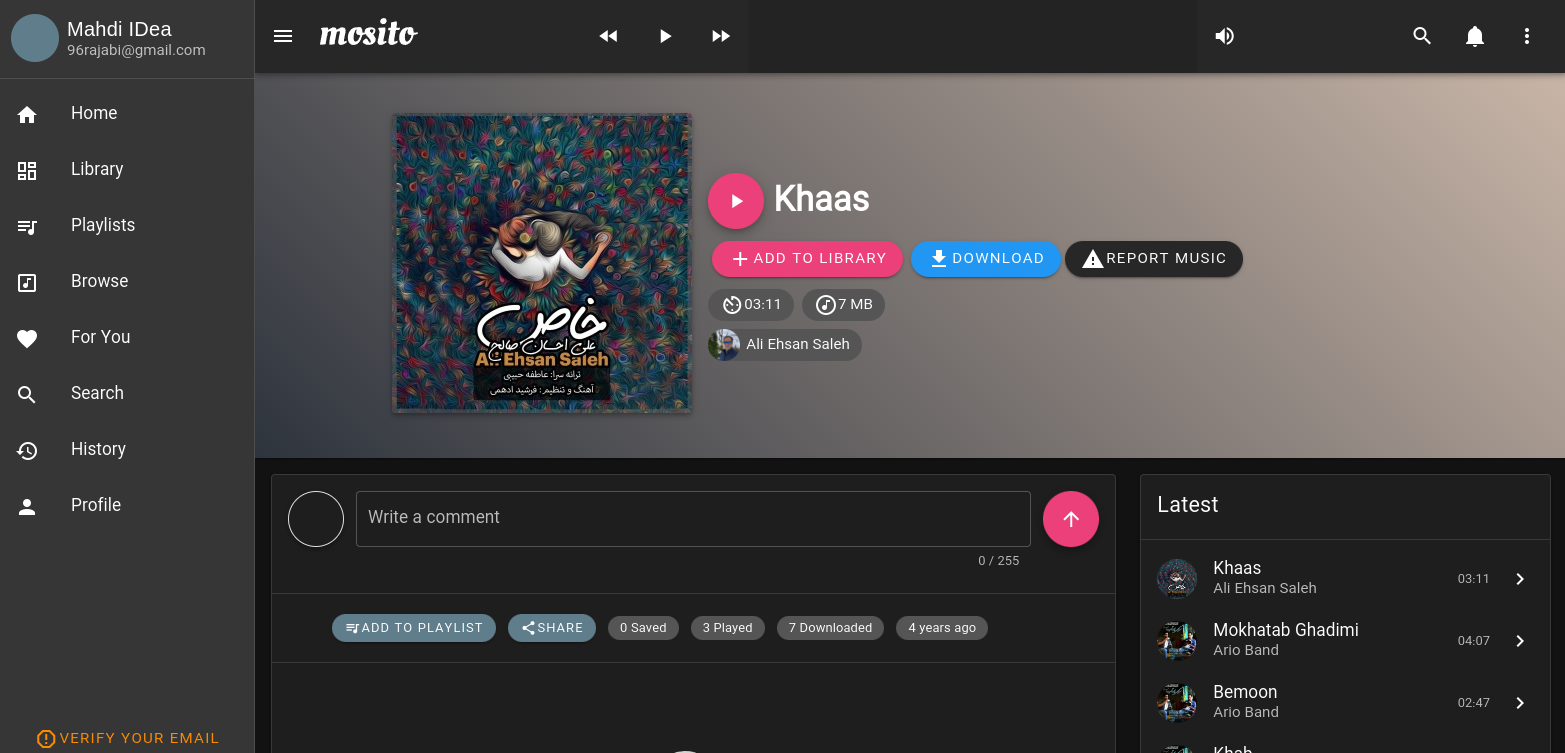 Mahdi IDea
96rajabi@gmail.com
Home
Library
Playlists
Browse
For You
Search
History
Profile
VERIFY YOUR EMAIL
mosito
خاص
علی احسان صالح
Ali Ehsan Saleh
ترانه سرا: عاطفه حبیبی
آهنگ و تنظیم: فرشید ادهمی
Khaas
ADD TO LIBRARY
DOWNLOAD
REPORT MUSIC
03:11
7 MB
Ali Ehsan Saleh
Write a comment
0 / 255
ADD TO PLAYLIST
SHARE
0 Saved
3 Played
7 Downloaded
4 years ago
Latest
Khaas
Ali Ehsan Saleh
03:11
Mokhatab Ghadimi
Ario Band
04:07
Bemoon
Ario Band
02:47
Khab